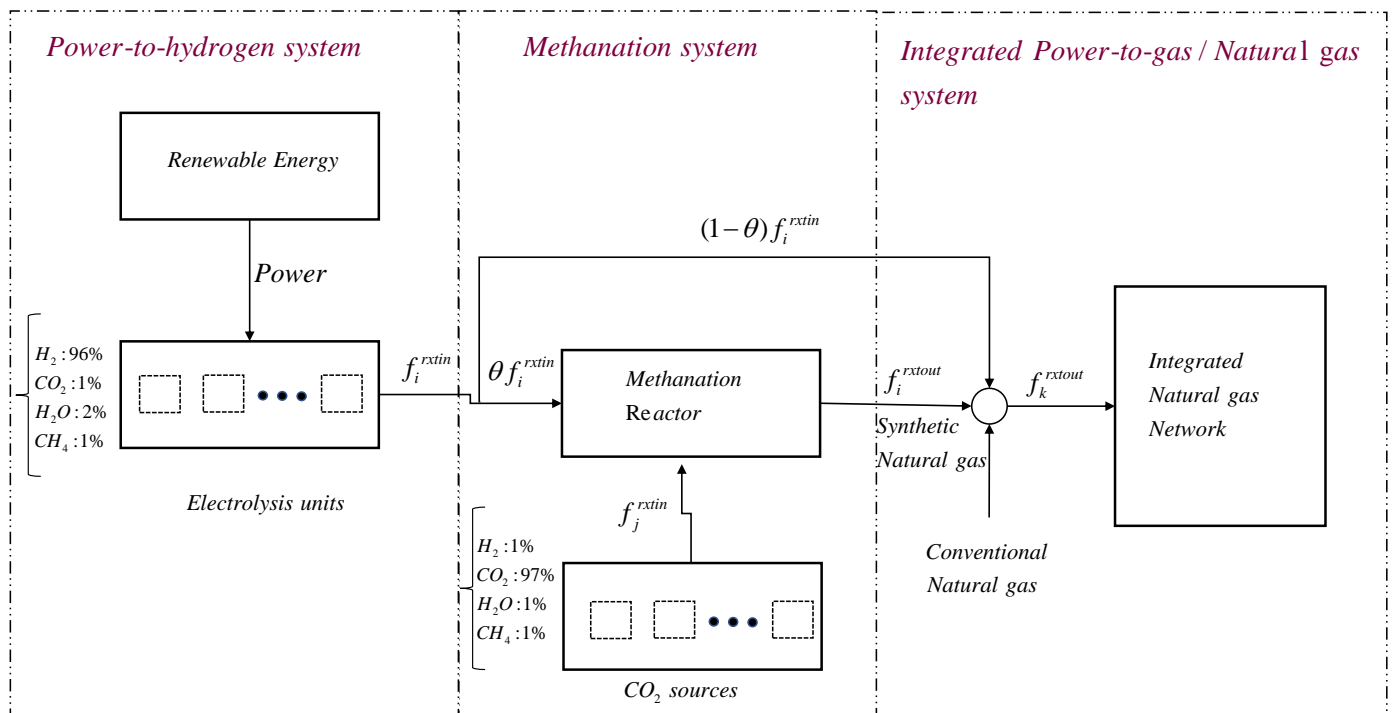 Power-to-hydrogen system
Renewable Energy
Power
H₂ : 96%
CO₂ : 1%
H₂O : 2%
CH₄ : 1%
Electrolysis units
f_i^{rxtin}
Methanation system
(1−θ) f_i^{rxtin}
θ f_i^{rxtin}
Methanation
Reactor
f_j^{rxtin}
H₂ : 1%
CO₂ : 97%
H₂O : 1%
CH₄ : 1%
CO₂ sources
Integrated Power-to-gas / Natura1 gas
system
f_i^{rxtout}
Synthetic
Natural gas
f_k^{rxtout}
Conventional
Natural gas
Integrated
Natural gas
Network